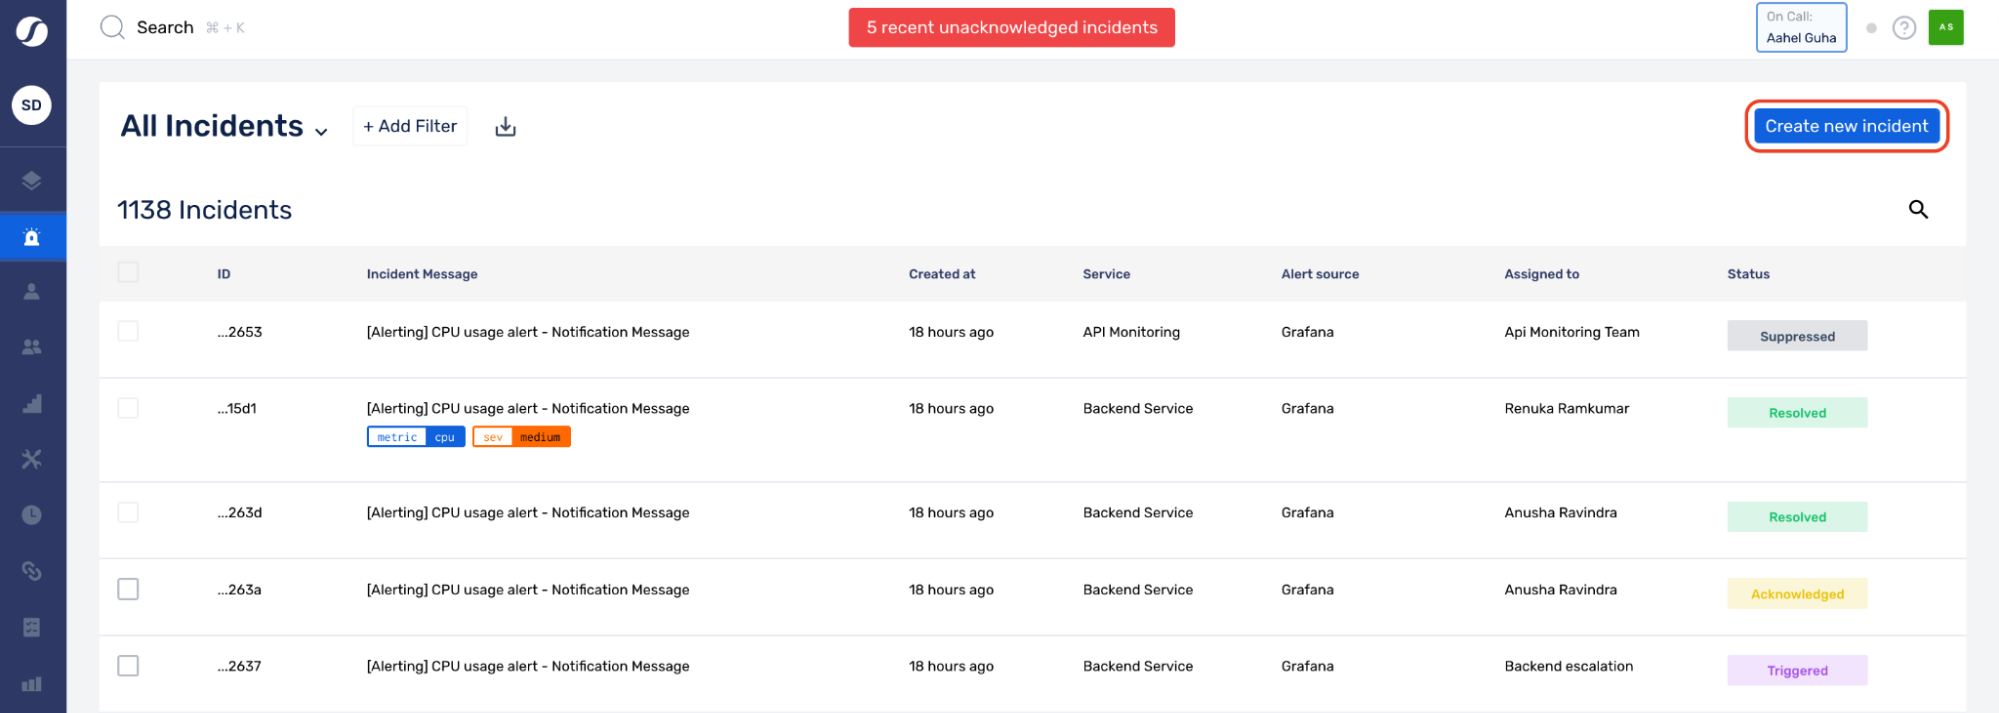 Search ⌘ + K
5 recent unacknowledged incidents
On Call:
Aahel Guha
?
AS
SD
All Incidents
+ Add Filter
Create new incident
1138 Incidents
ID Incident Message Created at Service Alert source Assigned to Status
...2653 [Alerting] CPU usage alert - Notification Message 18 hours ago API Monitoring Grafana Api Monitoring Team Suppressed
...15d1 [Alerting] CPU usage alert - Notification Message 18 hours ago Backend Service Grafana Renuka Ramkumar Resolved
metric cpu sev medium
...263d [Alerting] CPU usage alert - Notification Message 18 hours ago Backend Service Grafana Anusha Ravindra Resolved
...263a [Alerting] CPU usage alert - Notification Message 18 hours ago Backend Service Grafana Anusha Ravindra Acknowledged
...2637 [Alerting] CPU usage alert - Notification Message 18 hours ago Backend Service Grafana Backend escalation Triggered